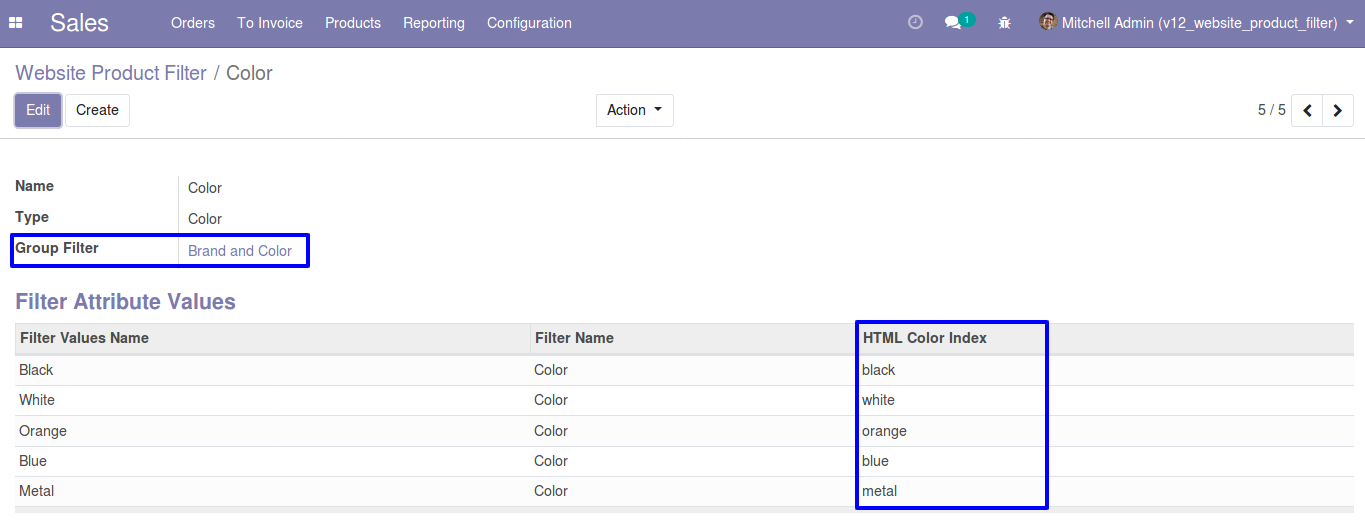 Sales Orders To Invoice Products Reporting Configuration 1 Mitchell Admin (v12_website_product_filter)
Website Product Filter / Color
Edit Create Action 5 / 5
Name Color
Type Color
Group Filter Brand and Color
Filter Attribute Values
Filter Values Name Filter Name HTML Color Index
Black Color black
White Color white
Orange Color orange
Blue Color blue
Metal Color metal